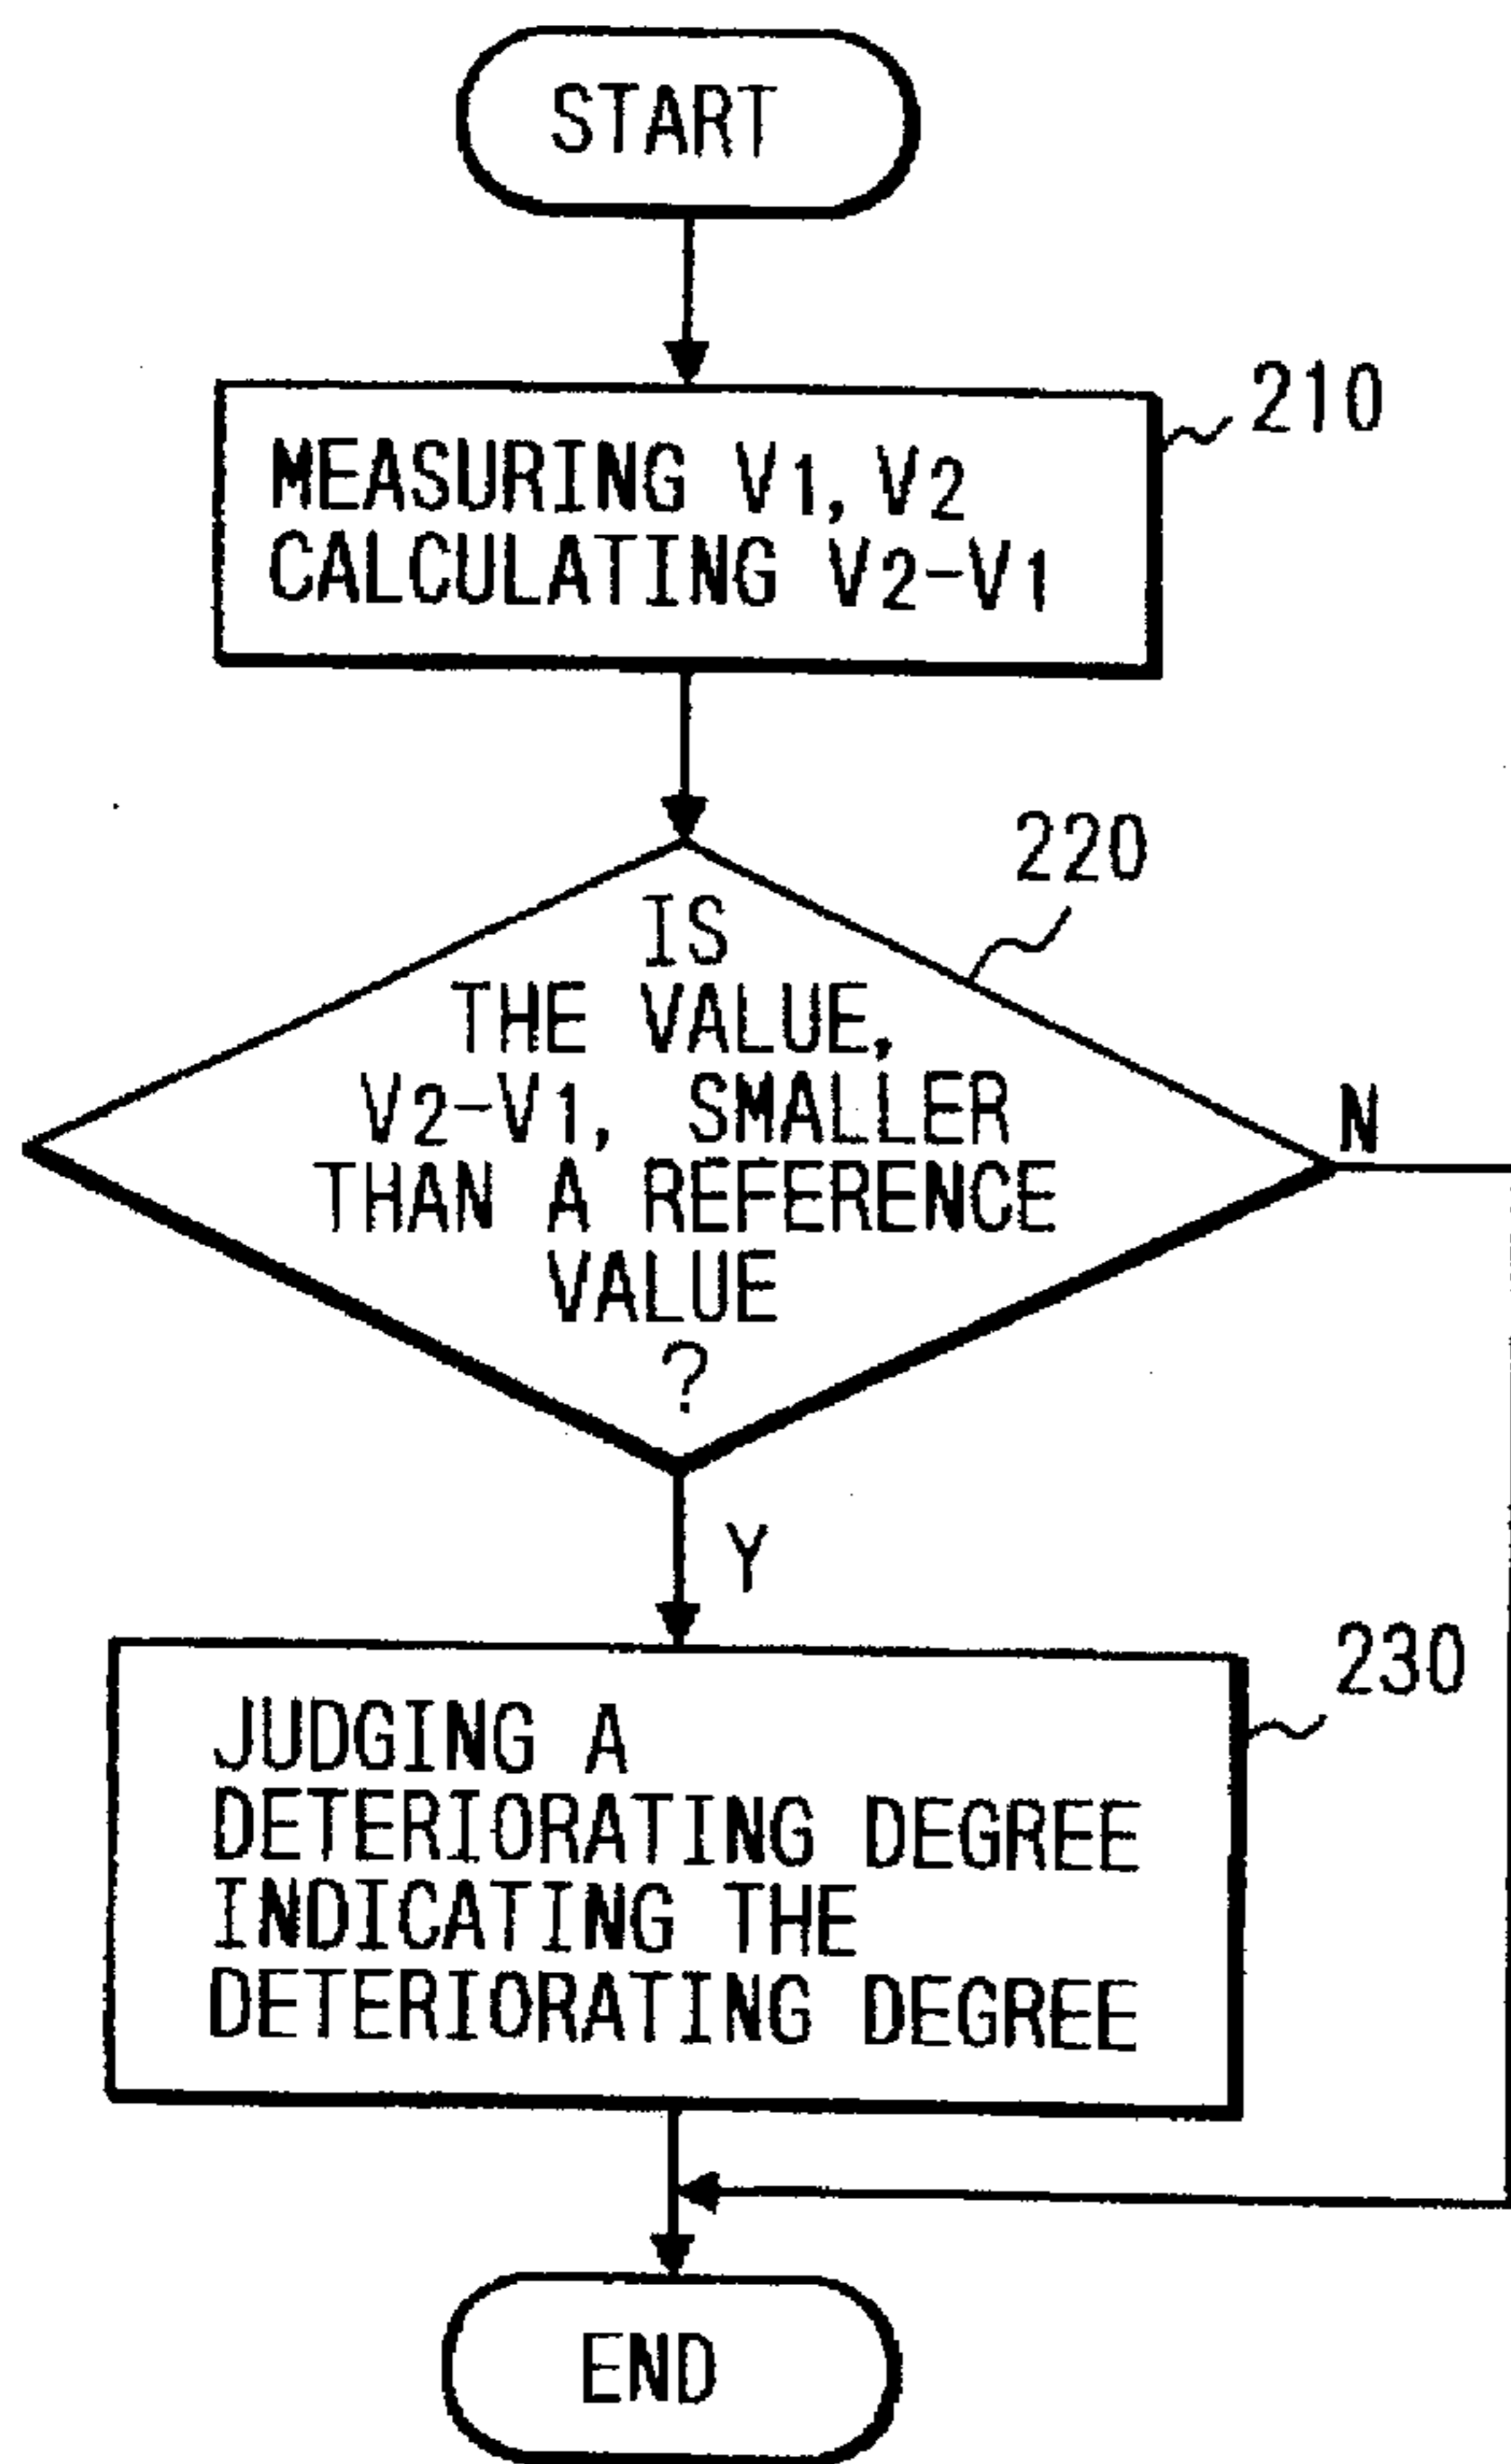 START
210
MEASURING V1, V2
CALCULATING V2-V1
220
IS
THE VALUE,
V2-V1, SMALLER
THAN A REFERENCE
VALUE
?
N
Y
230
JUDGING A
DETERIORATING DEGREE
INDICATING THE
DETERIORATING DEGREE
END